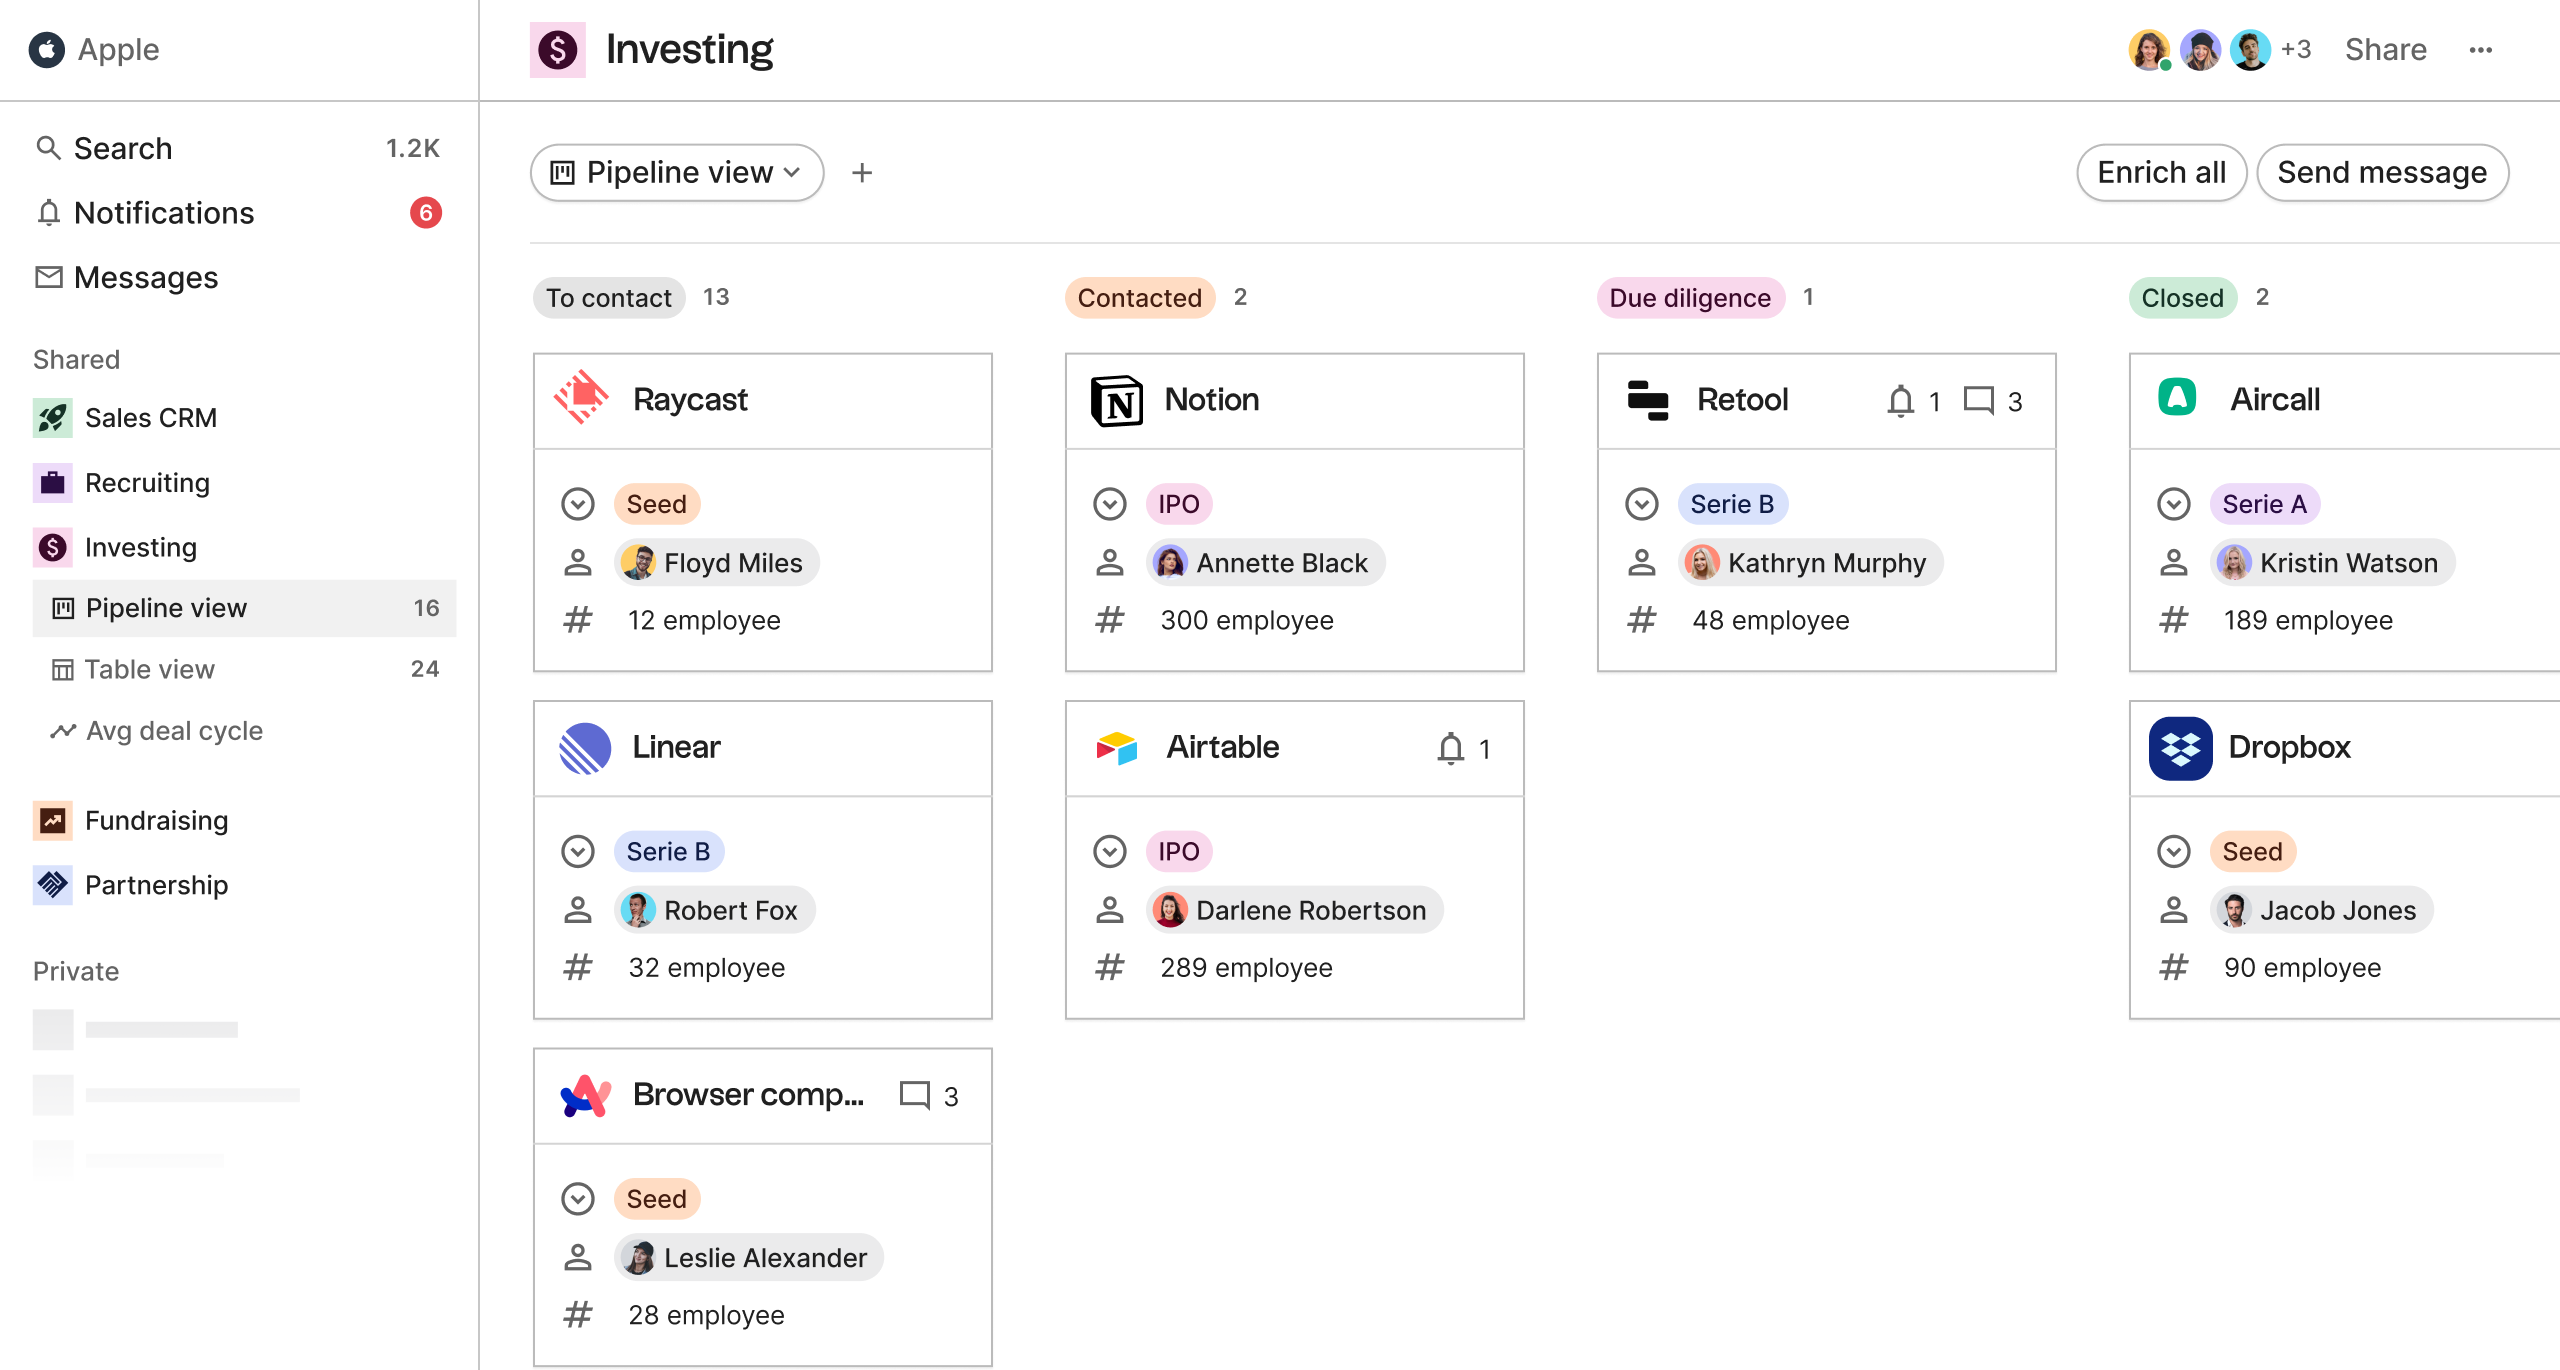 Apple
Investing
+3
Share
Search 1.2K
Notifications 6
Messages
Shared
Sales CRM
Recruiting
Investing
Pipeline view 16
Table view 24
Avg deal cycle
Fundraising
Partnership
Private
Pipeline view
Enrich all
Send message
To contact 13
Raycast
Seed
Floyd Miles
12 employee
Linear
Serie B
Robert Fox
32 employee
Browser comp... 3
Seed
Leslie Alexander
28 employee
Contacted 2
Notion
IPO
Annette Black
300 employee
Airtable 1
IPO
Darlene Robertson
289 employee
Due diligence 1
Retool 1 3
Serie B
Kathryn Murphy
48 employee
Closed 2
Aircall
Serie A
Kristin Watson
189 employee
Dropbox
Seed
Jacob Jones
90 employee